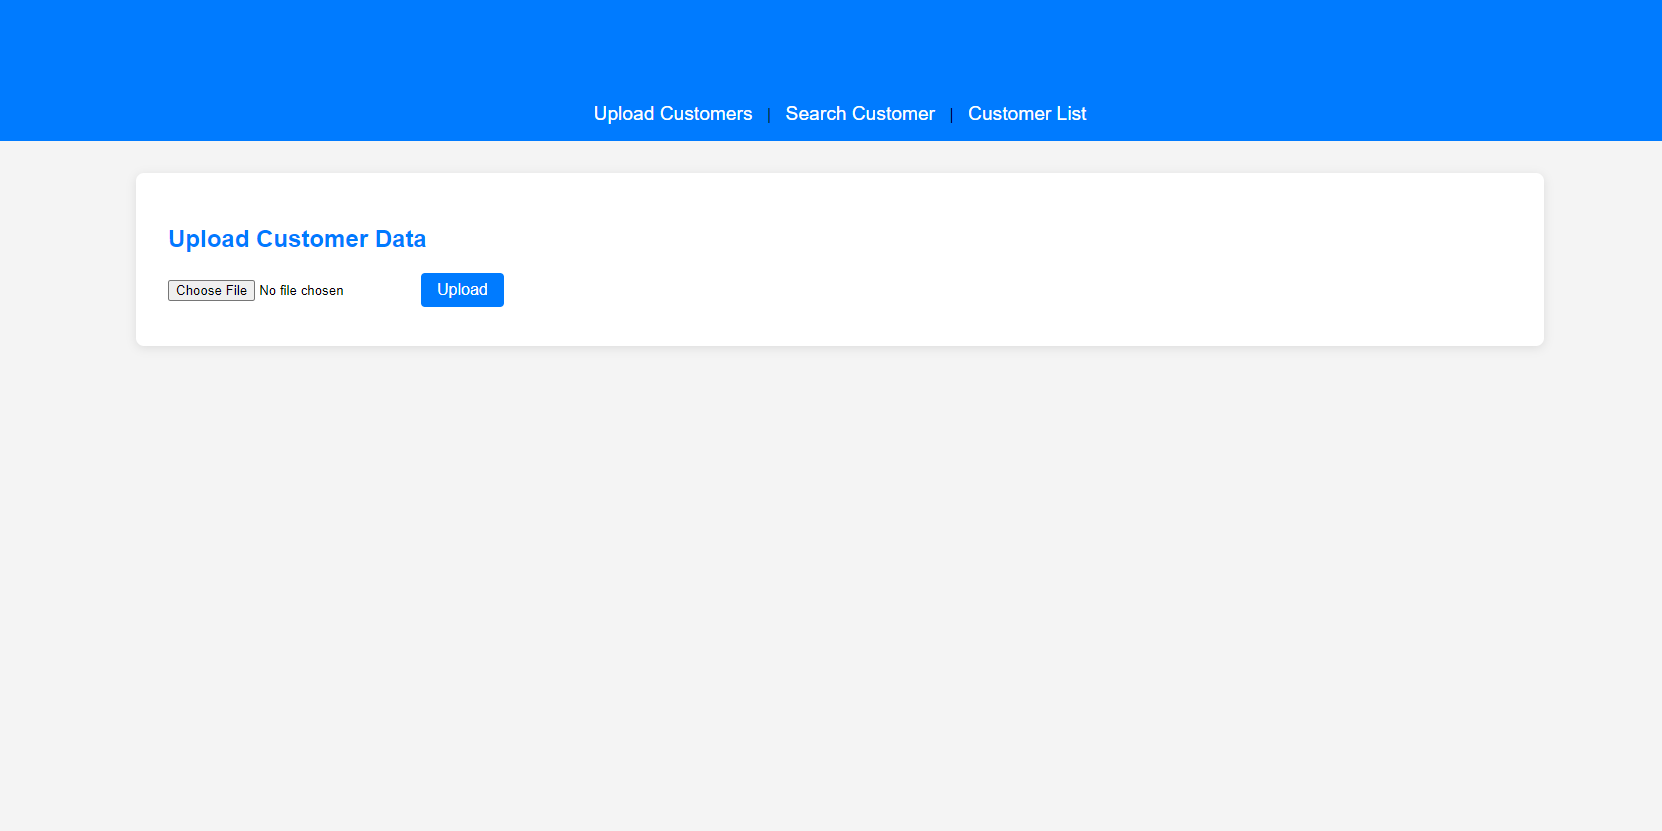 Upload Customers | Search Customer | Customer List
Upload Customer Data
Choose File No file chosen Upload